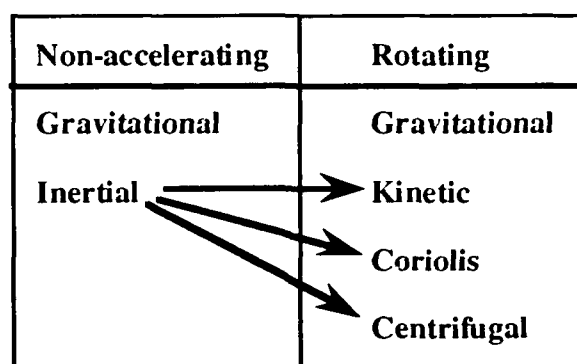 Non-accelerating Rotating
Gravitational Gravitational
Inertial Kinetic
Coriolis
Centrifugal